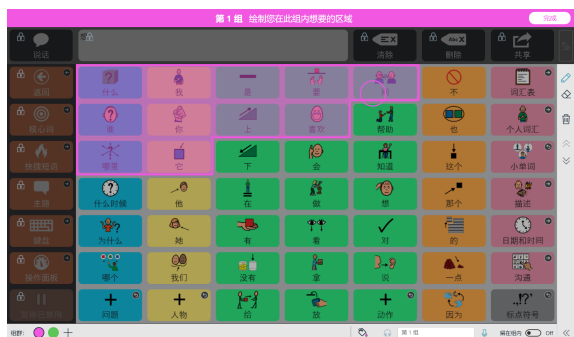 第 1 组 绘制您在此组内想要的区域
完成
说话
清除
删除
共享
返回
什么
我
是
要
到
不
词汇表
核心词
谁
你
上
喜欢
帮助
也
个人词汇
快捷短语
哪里
它
下
会
知道
这个
小单词
主题
什么时候
他
在
做
想
那个
描述
键盘
为什么
她
有
看
对
的
日期和时间
操作面板
哪个
我们
没有
拿
说
一点
沟通
问题
人物
给
放
动作
因为
标点符号
组群:
第 1 组
Off